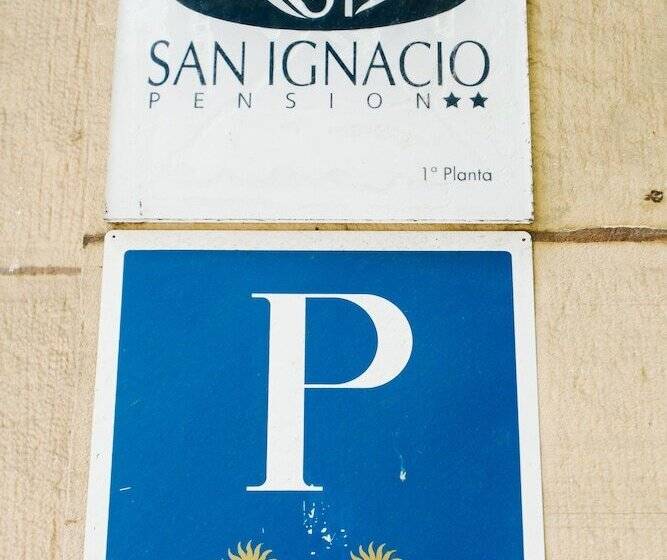 SAN IGNACIO
PENSION★★
1ª Planta
P